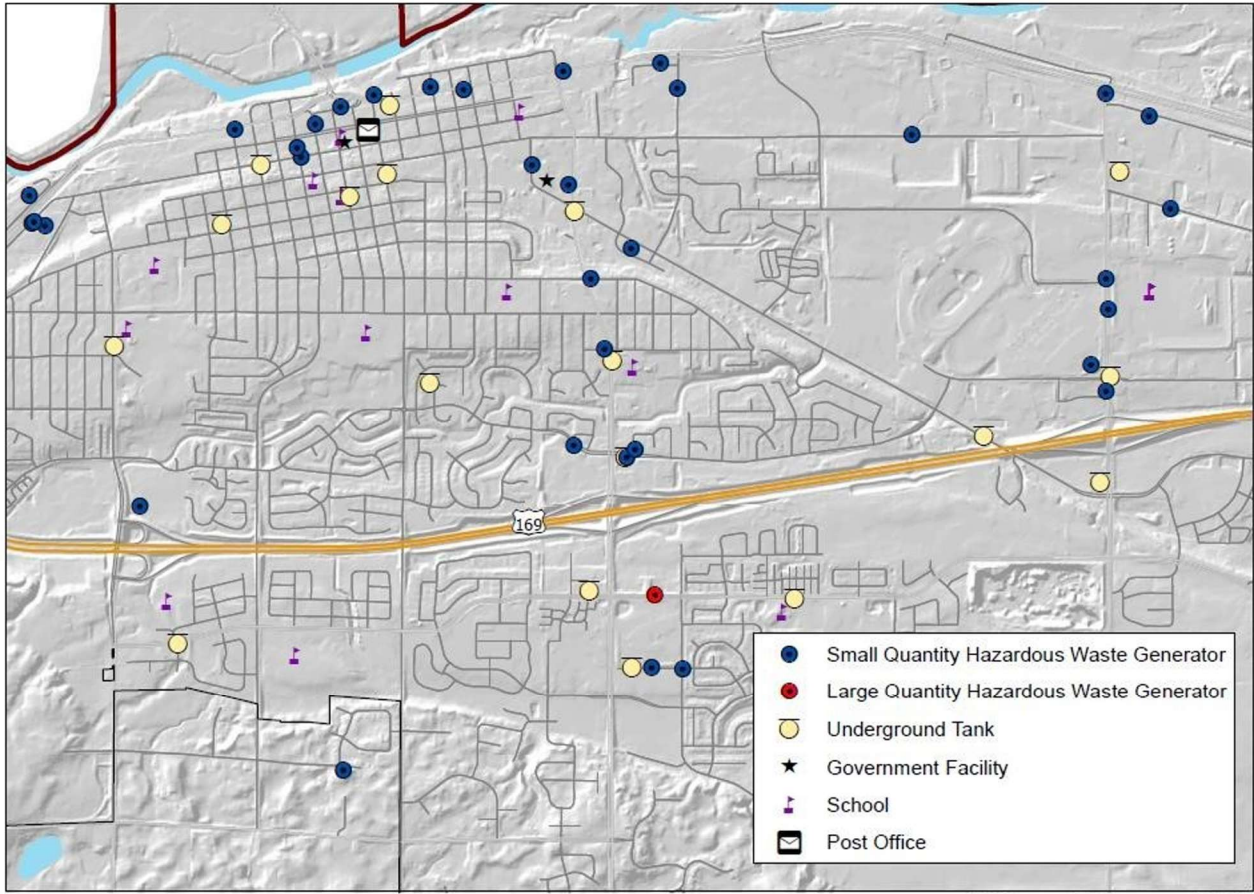 169
Small Quantity Hazardous Waste Generator
Large Quantity Hazardous Waste Generator
Underground Tank
Government Facility
School
Post Office